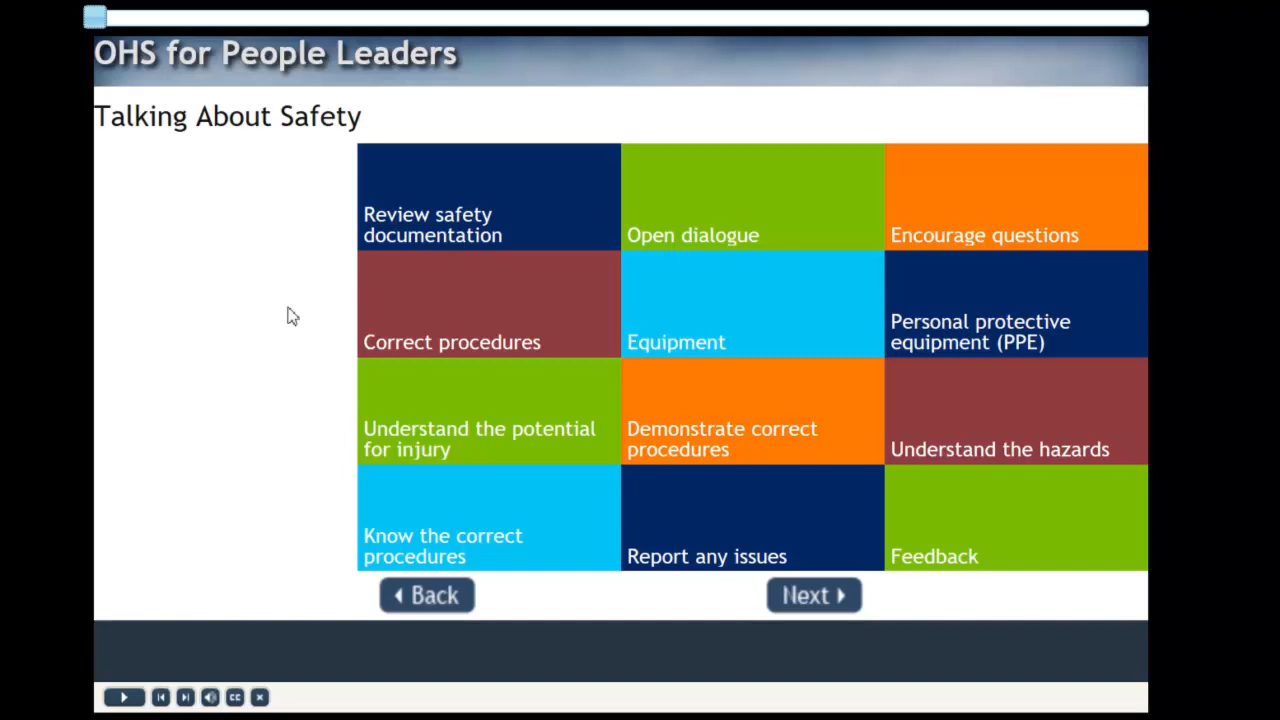 OHS for People Leaders
Talking About Safety
Review safety
documentation
Open dialogue
Encourage questions
Correct procedures
Equipment
Personal protective
equipment (PPE)
Understand the potential
for injury
Demonstrate correct
procedures
Understand the hazards
Know the correct
procedures
Report any issues
Feedback
Back
Next
CC